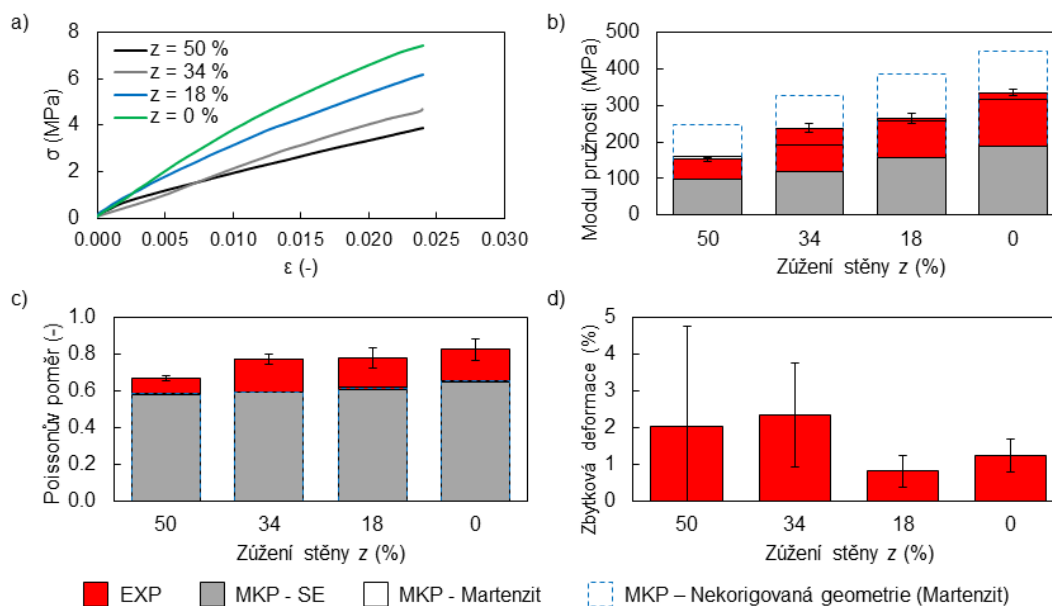 a)
σ (MPa)
8
6
4
2
0
z = 50 %
z = 34 %
z = 18 %
z = 0 %
0.000 0.005 0.010 0.015 0.020 0.025 0.030
ε (-)
b)
Modul pružnosti (MPa)
500
400
300
200
100
0
50 34 18 0
Zúžení stěny z (%)
c)
Poissonův poměr (-)
1.0
0.8
0.6
0.4
0.2
0.0
50 34 18 0
Zúžení stěny z (%)
d)
Zbytková deformace (%)
5
4
3
2
1
0
50 34 18 0
Zúžení stěny z (%)
EXP MKP - SE MKP - Martenzit MKP – Nekorigovaná geometrie (Martenzit)